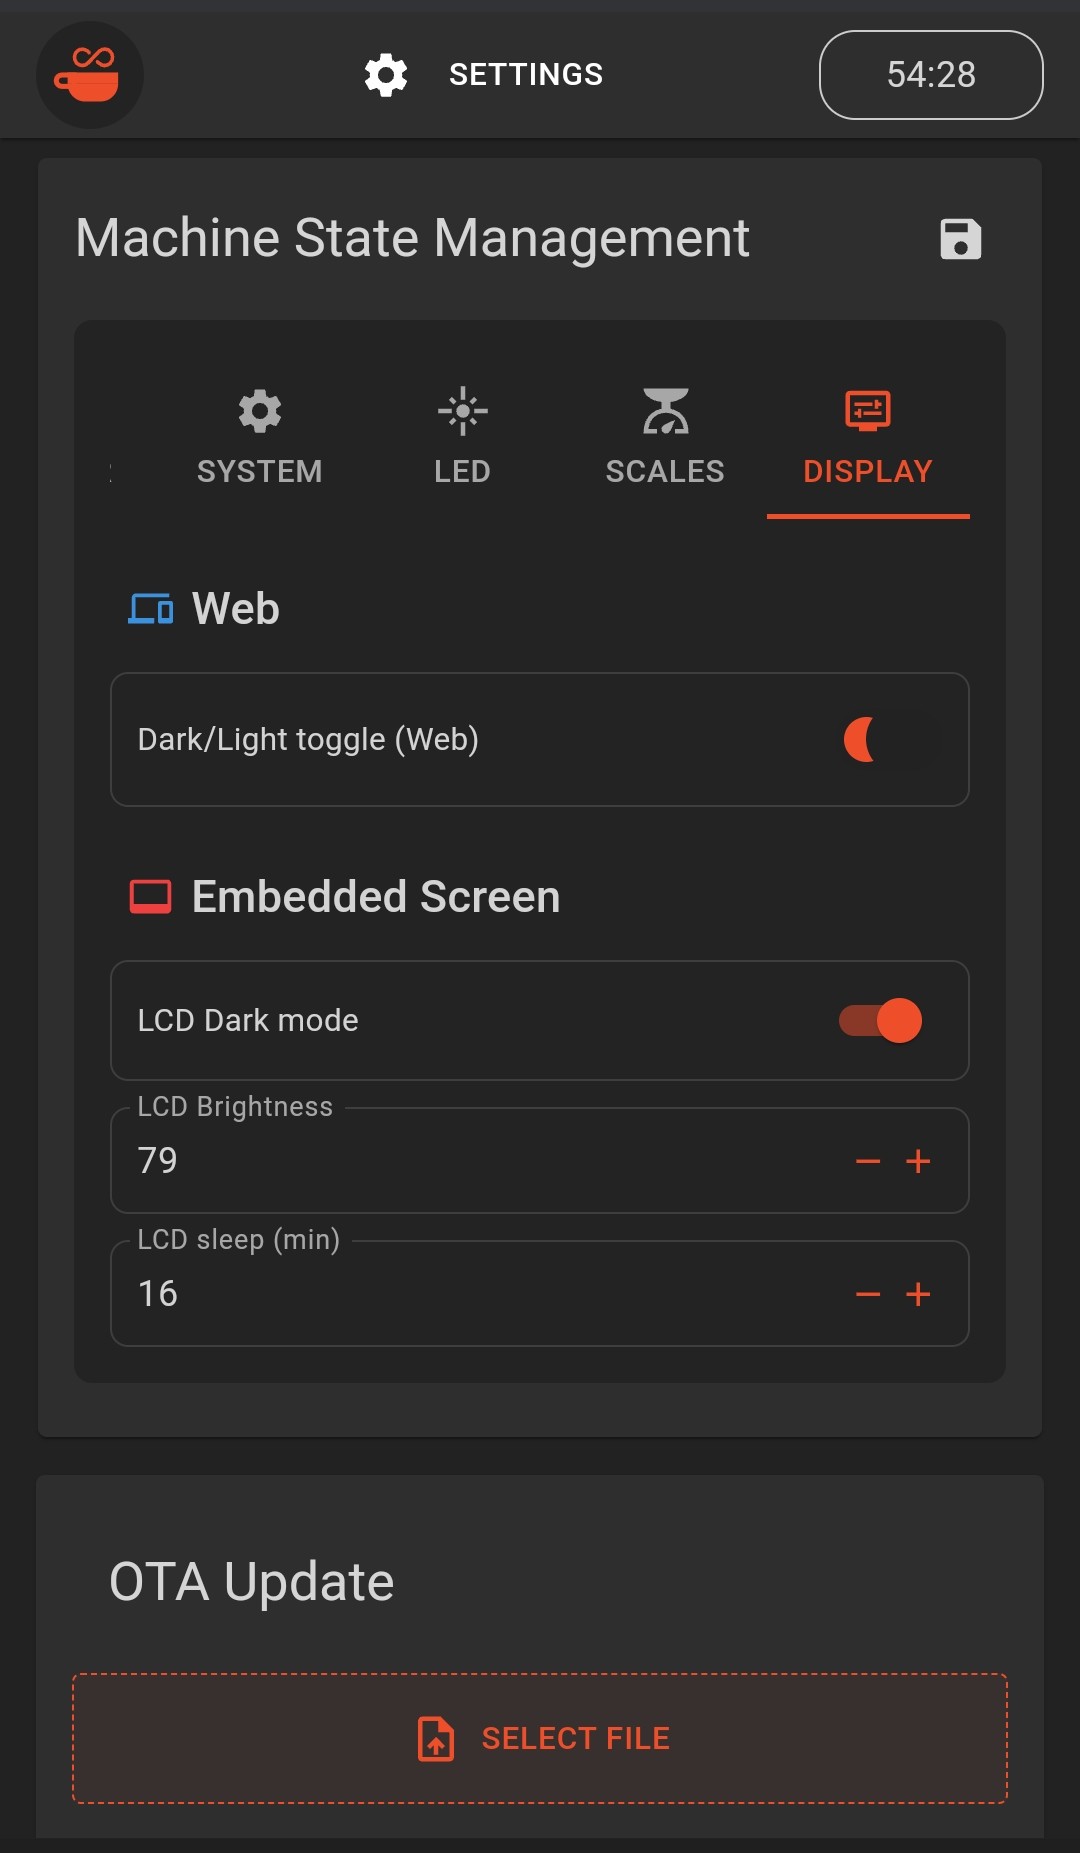 SETTINGS
54:28
Machine State Management
SYSTEM
LED
SCALES
DISPLAY
Web
Dark/Light toggle (Web)
Embedded Screen
LCD Dark mode
LCD Brightness
79
LCD sleep (min)
16
OTA Update
SELECT FILE